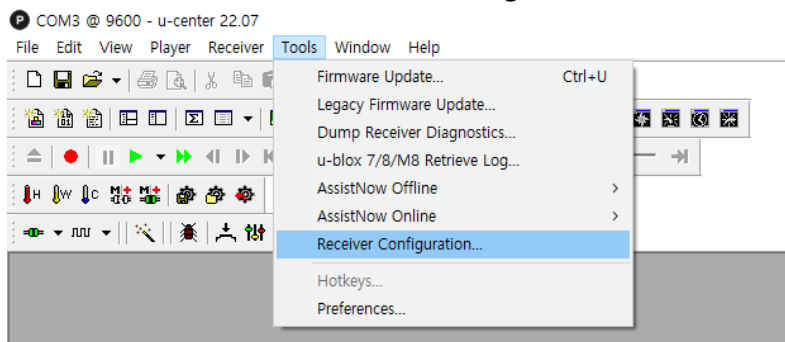 COM3 @ 9600 - u-center 22.07
File Edit View Player Receiver Tools Window Help
Firmware Update... Ctrl+U
Legacy Firmware Update...
Dump Receiver Diagnostics...
u-blox 7/8/M8 Retrieve Log...
AssistNow Offline >
AssistNow Online >
Receiver Configuration...
Hotkeys...
Preferences...
H W C